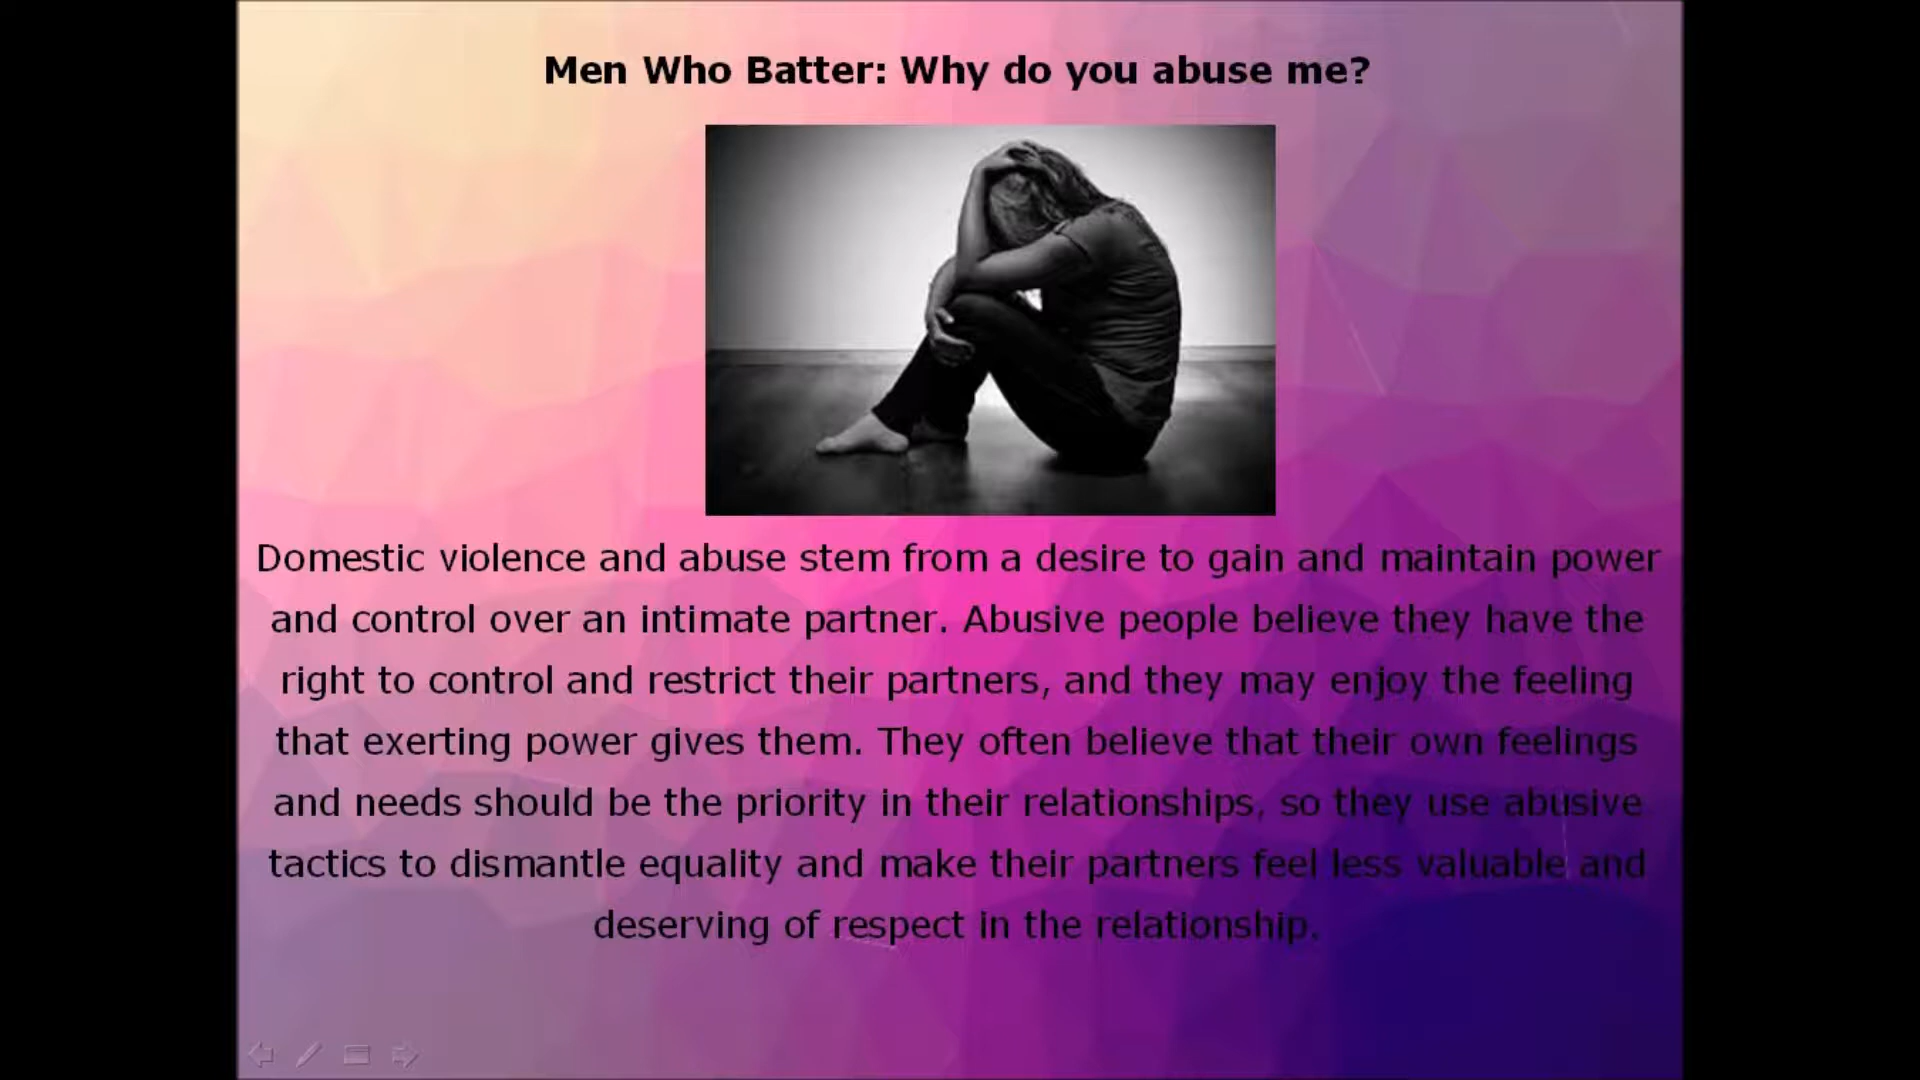 Men Who Batter: Why do you abuse me?
Domestic violence and abuse stem from a desire to gain and maintain power
and control over an intimate partner. Abusive people believe they have the
right to control and restrict their partners, and they may enjoy the feeling
that exerting power gives them. They often believe that their own feelings
and needs should be the priority in their relationships, so they use abusive
tactics to dismantle equality and make their partners feel less valuable and
deserving of respect in the relationship.